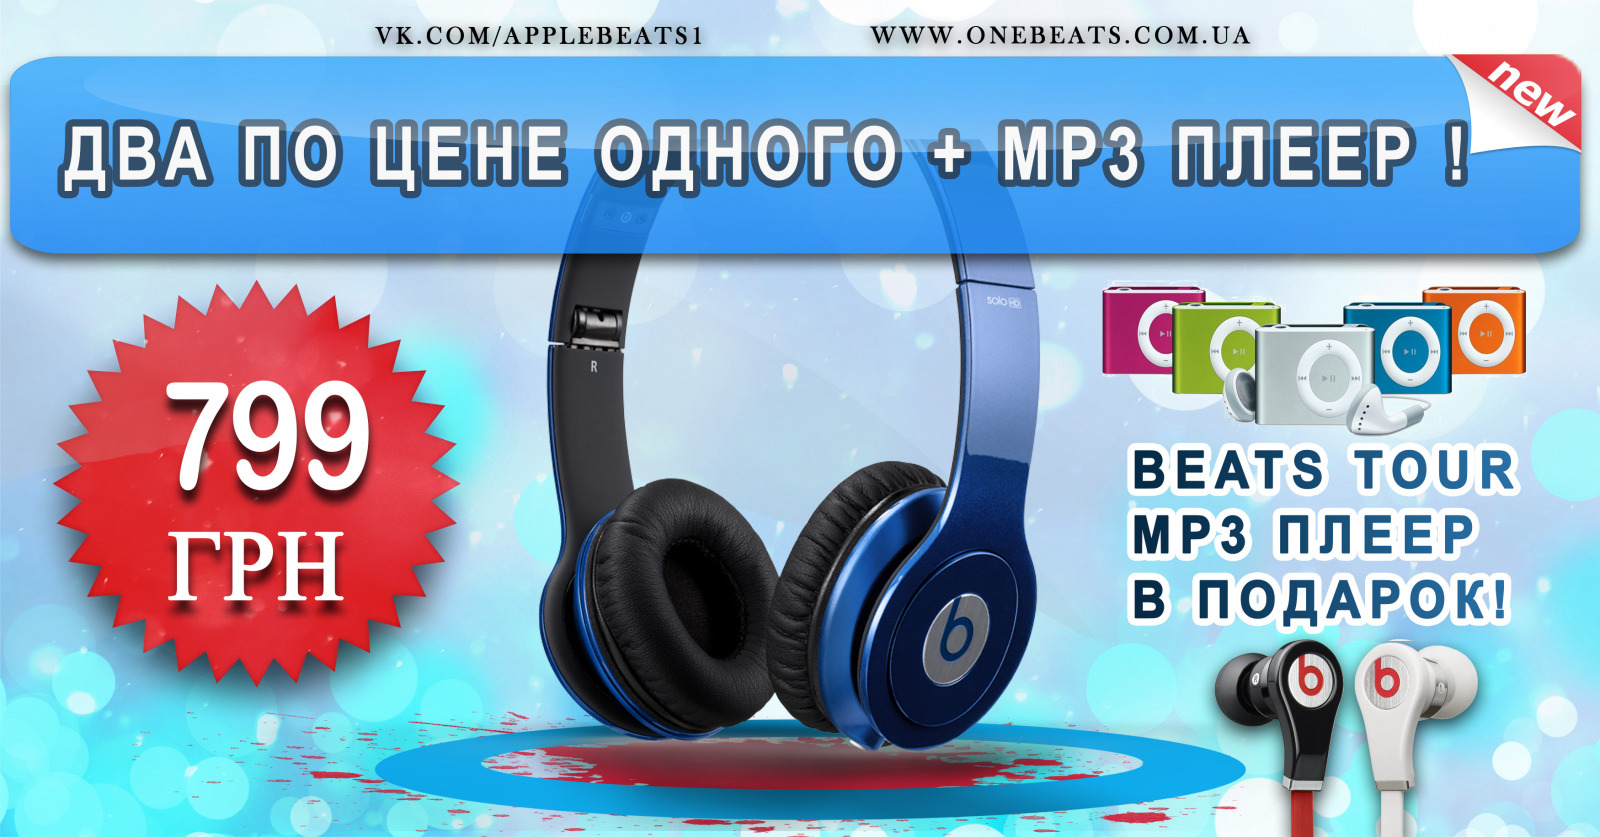 VK.COM/APPLEBEATS1
WWW.ONEBEATS.COM.UA
new
ДВА ПО ЦЕНЕ ОДНОГО + MP3 ПЛЕЕР !
solo HD
R
799
ГРН
BEATS TOUR
MP3 ПЛЕЕР
В ПОДАРОК!
b
b
b